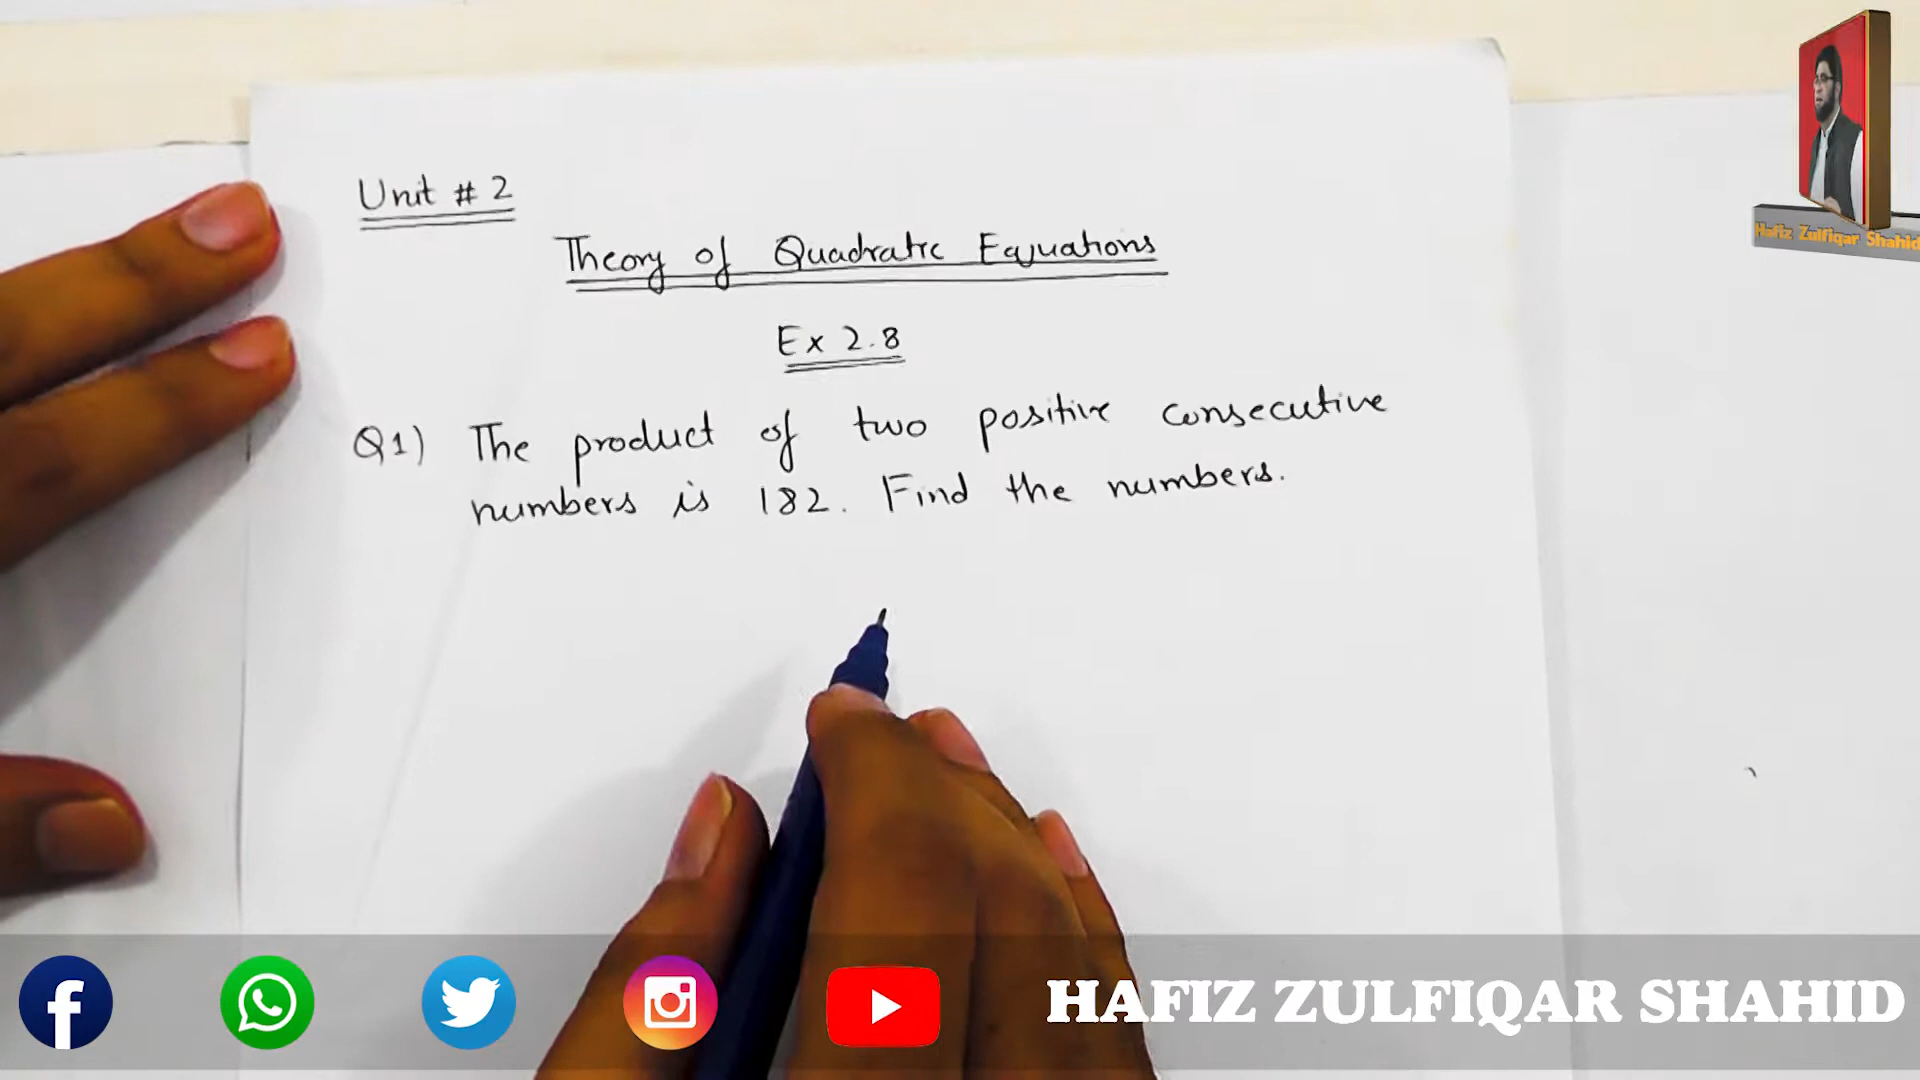 Unit # 2
Theory of Quadratic Equations
Ex 2.8
Q1) The product of two positive consecutive
numbers is 182. Find the numbers.
Hafiz Zulfiqar Shahid
HAFIZ ZULFIQAR SHAHID